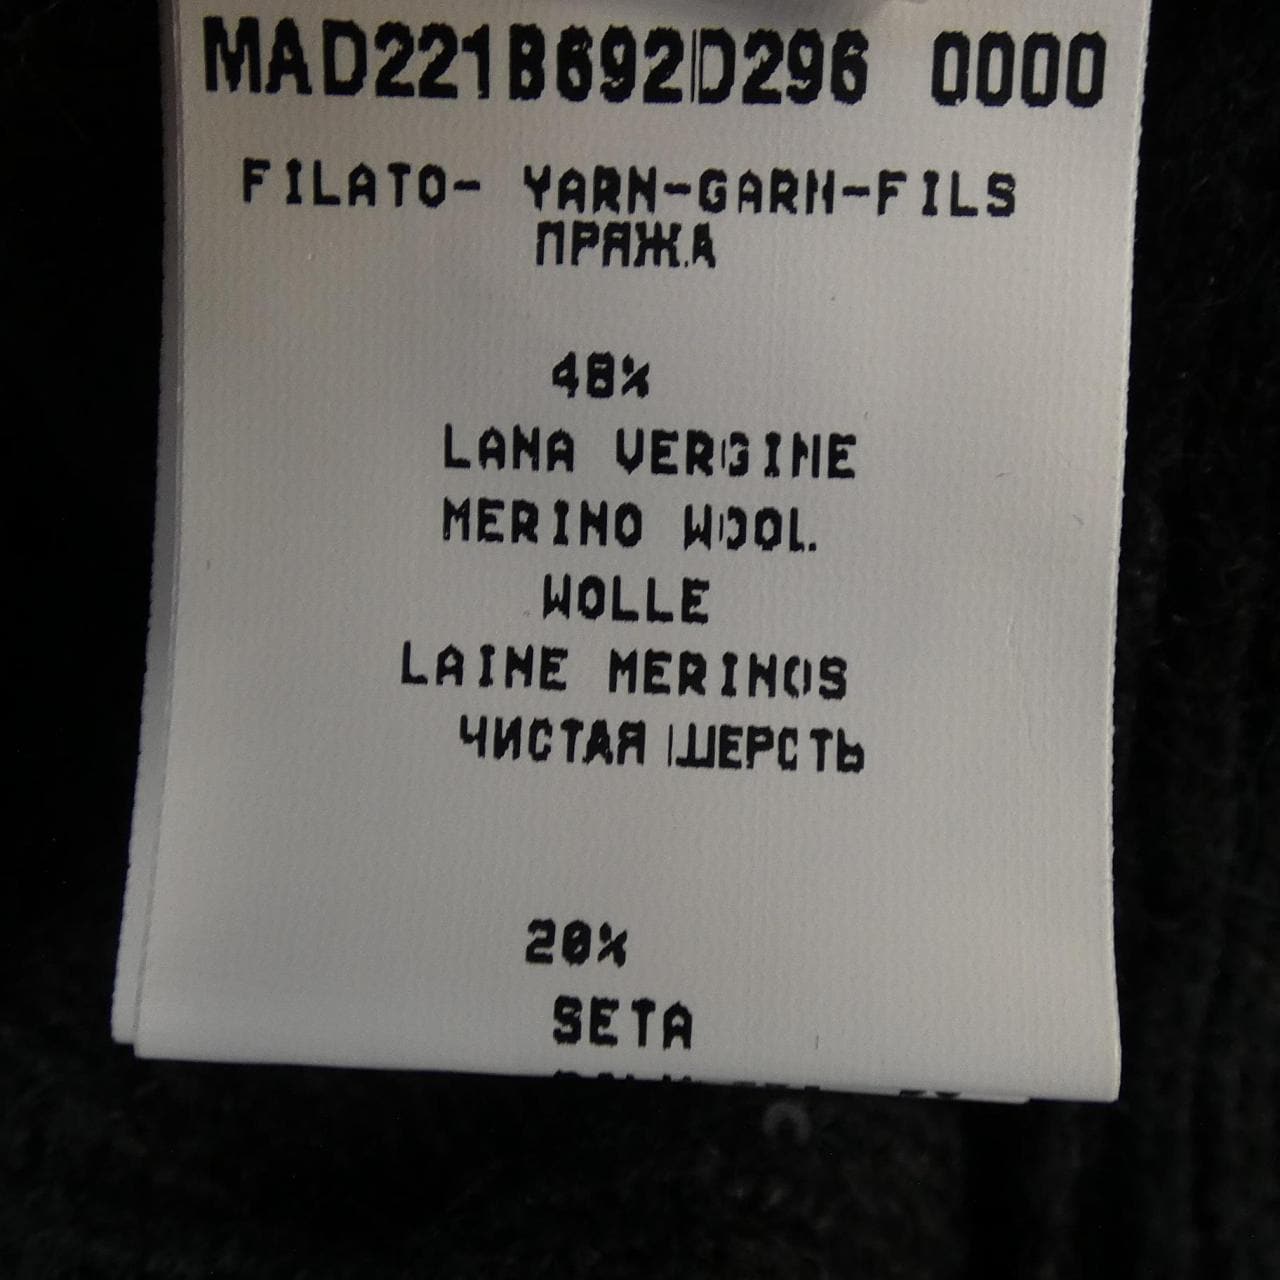 MAD221B692D296 0000
FILATO- YARN-GARN-FILS
ПРЯЖА
48%
LANA VERGINE
MERINO WOOL
WOLLE
LAINE MERINOS
ЧИСТАЯ ШЕРСТЬ
20%
SETA